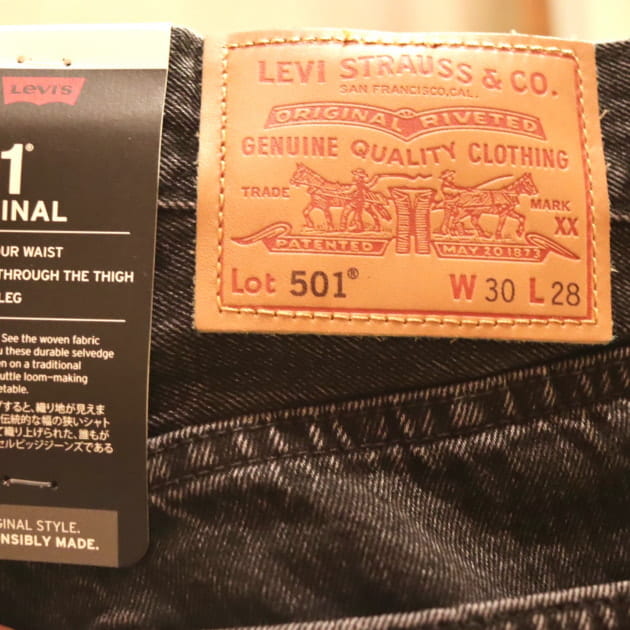 Levi's
1®
INAL
OUR WAIST
THROUGH THE THIGH
LEG
See the woven fabric
these durable selvedge
en on a traditional
uttle loom-making
etable.
すると、織り地が見えま
伝統的な幅の狭いシャト
て織り上げられた、誰もが
セルビッジジーンズである
GINAL STYLE.
NSIBLY MADE.
LEVI STRAUSS & CO.
SAN FRANCISCO, CAL.
ORIGINAL RIVETED
GENUINE QUALITY CLOTHING
TRADE MARK
XX
PATENTED MAY 20 1873
Lot 501® W 30 L 28